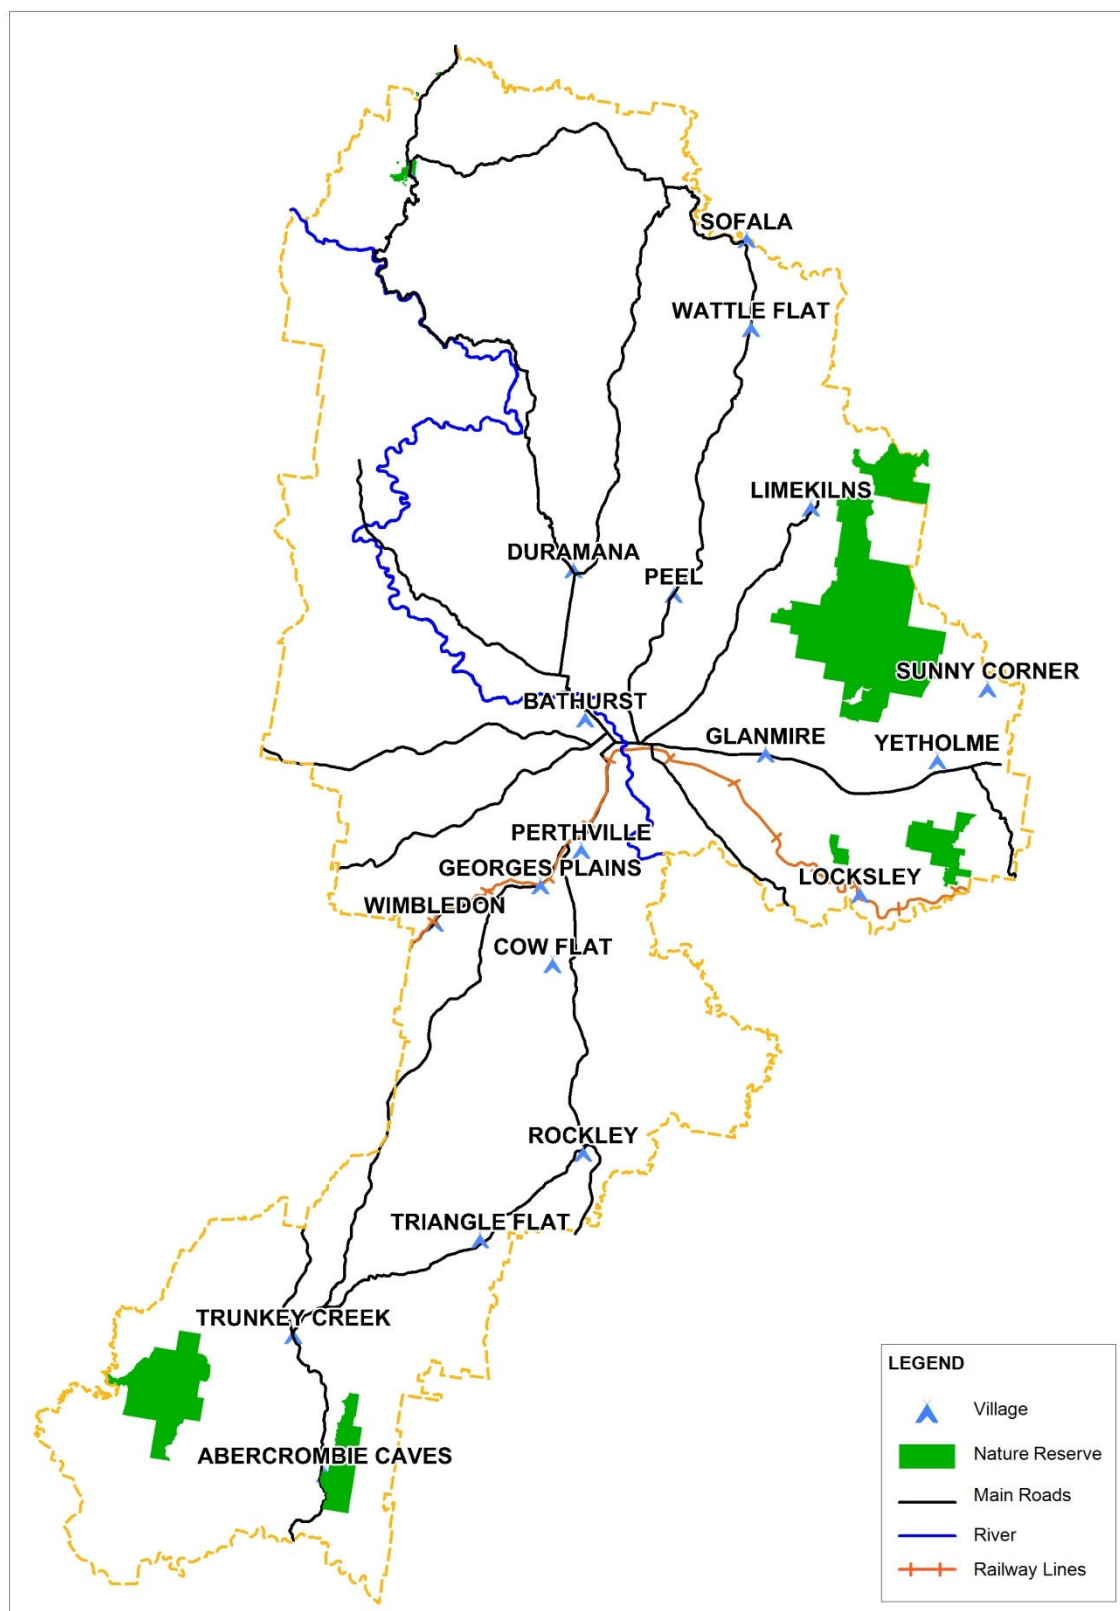 SOFALA
WATTLE FLAT
LIMEKILNS
DURAMANA
PEEL
SUNNY CORNER
BATHURST
GLANMIRE
YETHOLME
PERTHVILLE
GEORGES PLAINS
LOCKSLEY
WIMBLEDON
COW FLAT
ROCKLEY
TRIANGLE FLAT
TRUNKEY CREEK
ABERCROMBIE CAVES
LEGEND
Village
Nature Reserve
Main Roads
River
Railway Lines